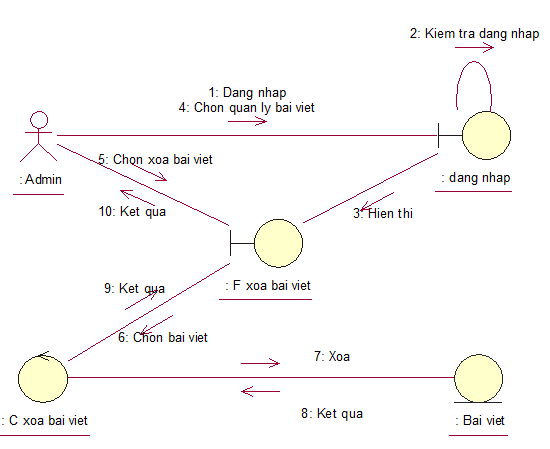 2: Kiem tra dang nhap
1: Dang nhap
4: Chon quan ly bai viet
5: Chon xoa bai viet
: Admin
: dang nhap
10: Ket qua
3: Hien thi
9: Ket qua
: F xoa bai viet
6: Chon bai viet
7: Xoa
8: Ket qua
: C xoa bai viet
: Bai viet